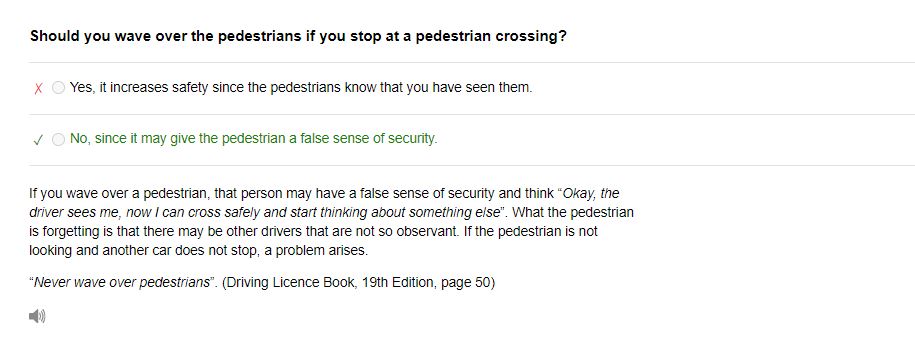 Should you wave over the pedestrians if you stop at a pedestrian crossing?
X Yes, it increases safety since the pedestrians know that you have seen them.
✓ No, since it may give the pedestrian a false sense of security.
If you wave over a pedestrian, that person may have a false sense of security and think “Okay, the
driver sees me, now I can cross safely and start thinking about something else”. What the pedestrian
is forgetting is that there may be other drivers that are not so observant. If the pedestrian is not
looking and another car does not stop, a problem arises.
“Never wave over pedestrians”. (Driving Licence Book, 19th Edition, page 50)